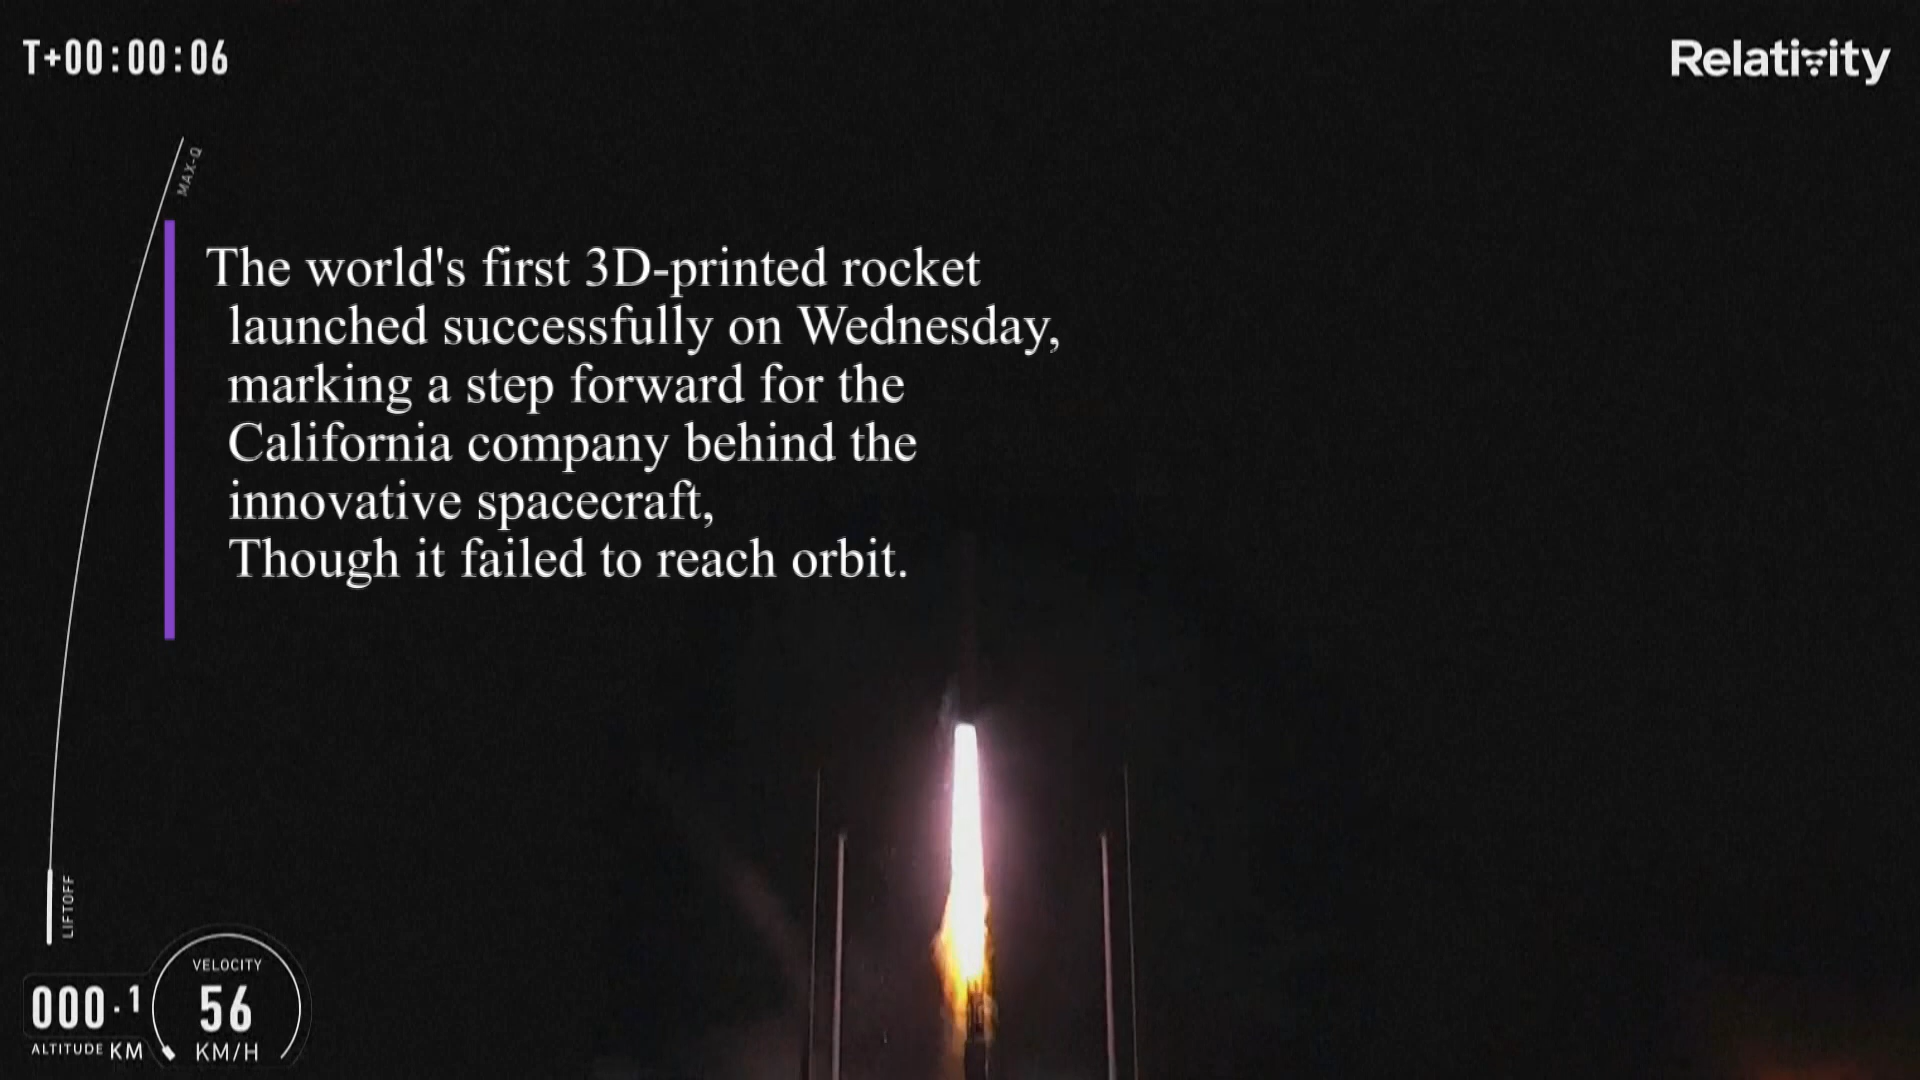 T+00:00:06
Relativity
MAX-Q
The world's first 3D-printed rocket
launched successfully on Wednesday,
marking a step forward for the
California company behind the
innovative spacecraft,
Though it failed to reach orbit.
LIFTOFF
VELOCITY
000.1
56
ALTITUDE KM
KM/H